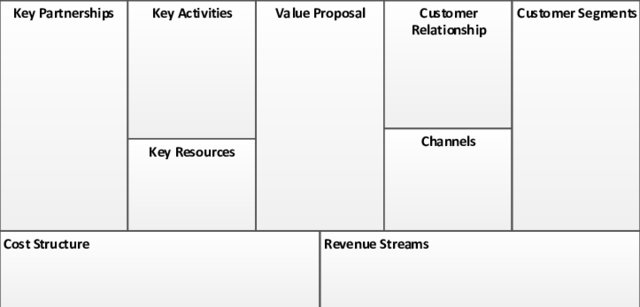 Key Partnerships
Key Activities
Value Proposal
Customer
Relationship
Customer Segments
Key Resources
Channels
Cost Structure
Revenue Streams